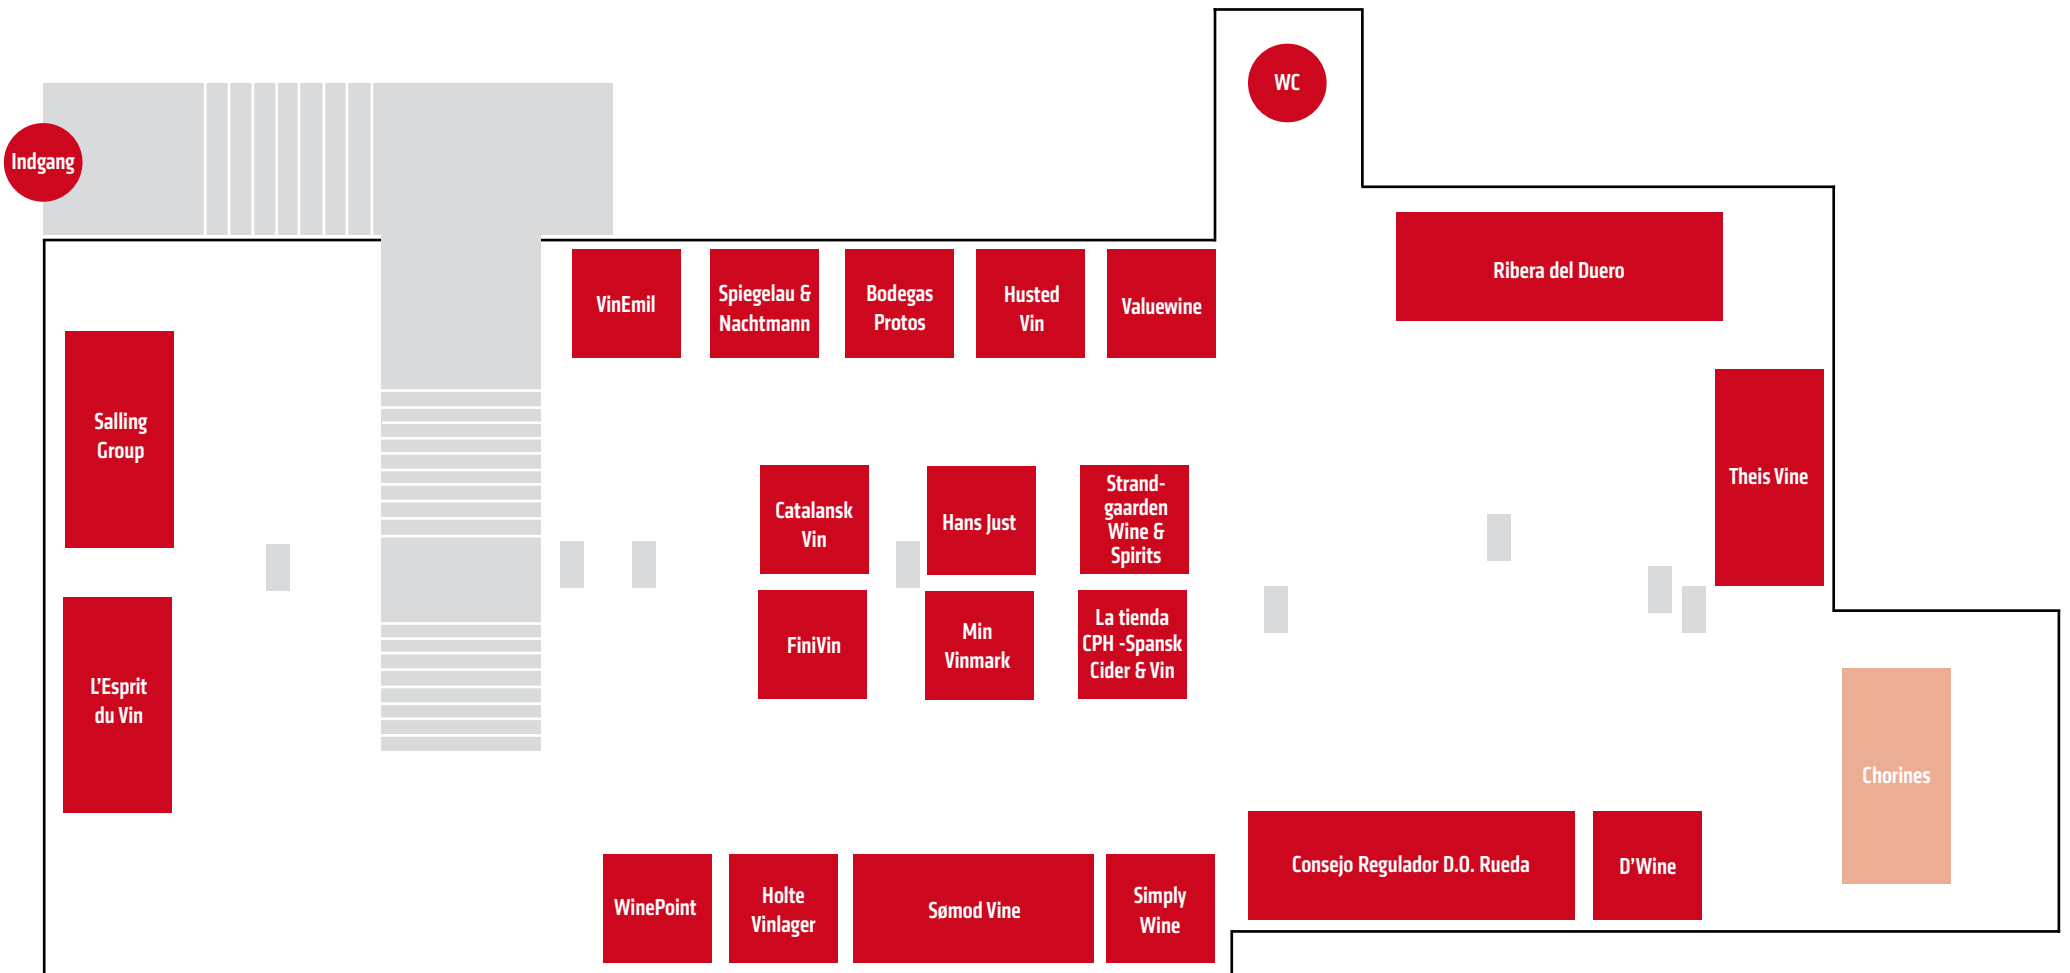 WC
Indgang
Ribera del Duero
VinEmil
Spiegelau &
Nachtmann
Bodegas
Protos
Husted
Vin
Valuewine
Salling
Group
Theis Vine
Catalansk
Vin
Hans Just
Strand-
gaarden
Wine &
Spirits
FiniVin
Min
Vinmark
La tienda
CPH -Spansk
Cider & Vin
L’Esprit
du Vin
Chorines
WinePoint
Holte
Vinlager
Sømod Vine
Simply
Wine
Consejo Regulador D.O. Rueda
D’Wine